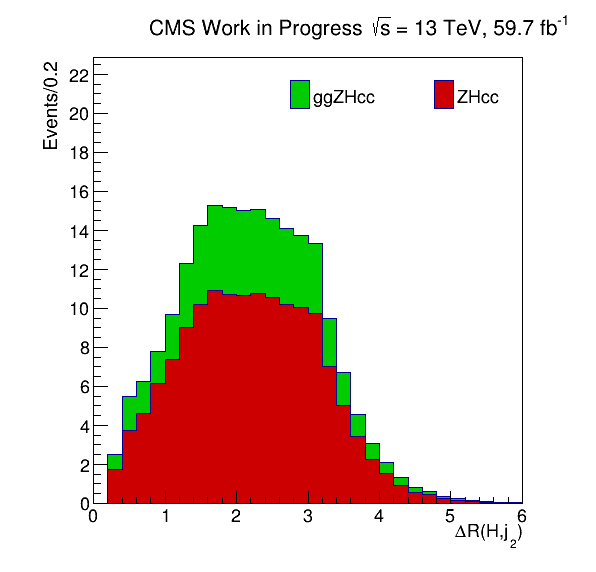 CMS Work in Progress √s = 13 TeV, 59.7 fb⁻¹
Events/0.2
ggZHcc
ZHcc
22
20
18
16
14
12
10
8
6
4
2
0
0 1 2 3 4 5 6
ΔR(H,j₂)